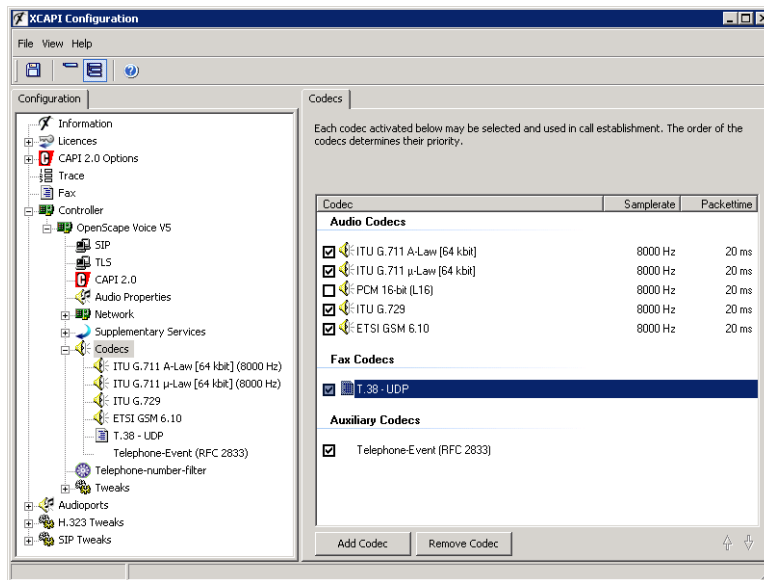 XCAPI Configuration
File View Help
Configuration
Information
Licences
CAPI 2.0 Options
Trace
Fax
Controller
OpenScape Voice V5
SIP
TLS
CAPI 2.0
Audio Properties
Network
Supplementary Services
Codecs
ITU G.711 A-Law [64 kbit] (8000 Hz)
ITU G.711 µ-Law [64 kbit] (8000 Hz)
ITU G.729
ETSI GSM 6.10
T.38 - UDP
Telephone-Event (RFC 2833)
Telephone-number-filter
Tweaks
Audioports
H.323 Tweaks
SIP Tweaks
Codecs
Each codec activated below may be selected and used in call establishment. The order of the
codecs determines their priority.
Codec Samplerate Packettime
Audio Codecs
ITU G.711 A-Law [64 kbit] 8000 Hz 20 ms
ITU G.711 µ-Law [64 kbit] 8000 Hz 20 ms
PCM 16-bit (L16) 8000 Hz 20 ms
ITU G.729 8000 Hz 20 ms
ETSI GSM 6.10 8000 Hz 20 ms
Fax Codecs
T.38 - UDP
Auxiliary Codecs
Telephone-Event (RFC 2833)
Add Codec Remove Codec